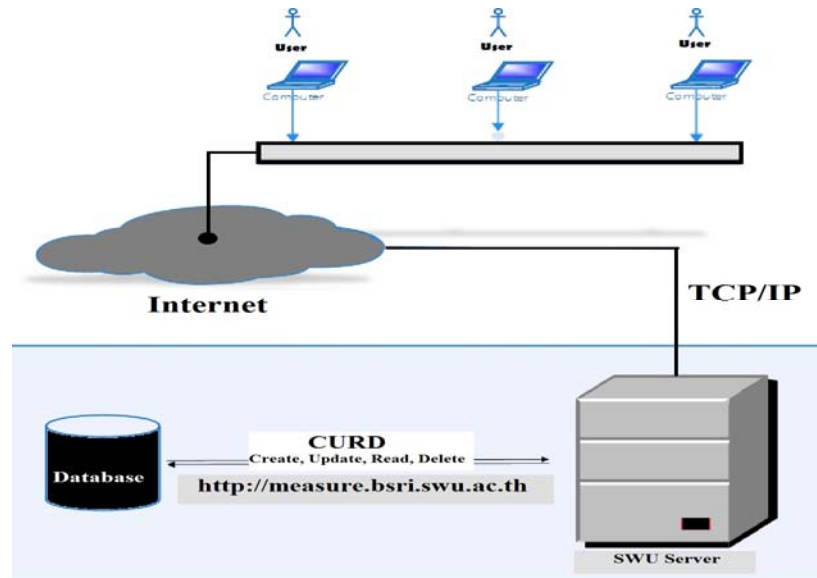 User
User
User
Computer
Computer
Computer
Internet
TCP/IP
CURD
Create, Update, Read, Delete
Database
http://measure.bsri.swu.ac.th
SWU Server